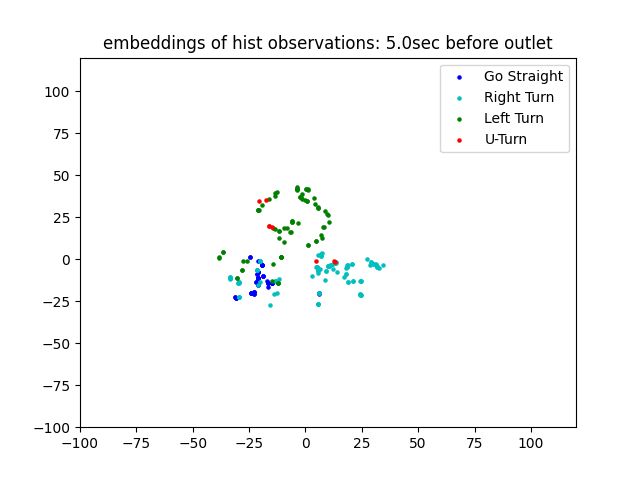 embeddings of hist observations: 5.0sec before outlet
Go Straight
Right Turn
Left Turn
U-Turn
100
75
50
25
0
−25
−50
−75
−100
−100 −75 −50 −25 0 25 50 75 100